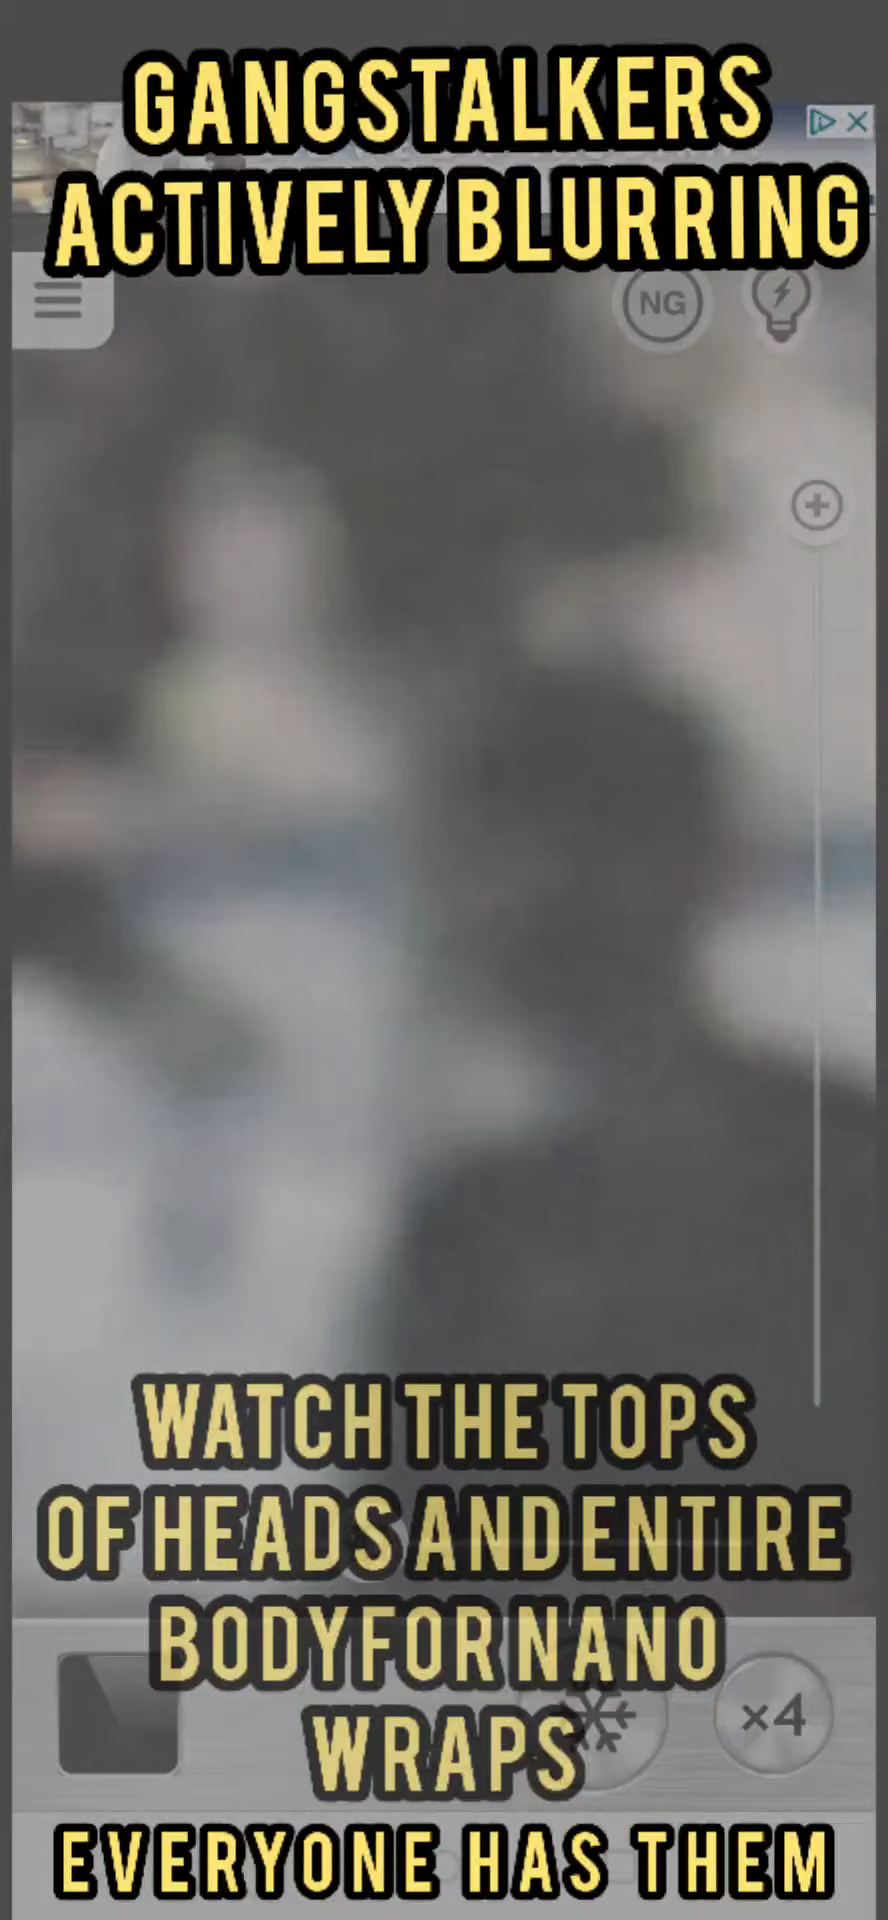 GANGSTALKERS
ACTIVELY BLURRING
NG
WATCH THE TOPS
OF HEADS AND ENTIRE
BODY FOR NANO
WRAPS
×4
EVERYONE HAS THEM